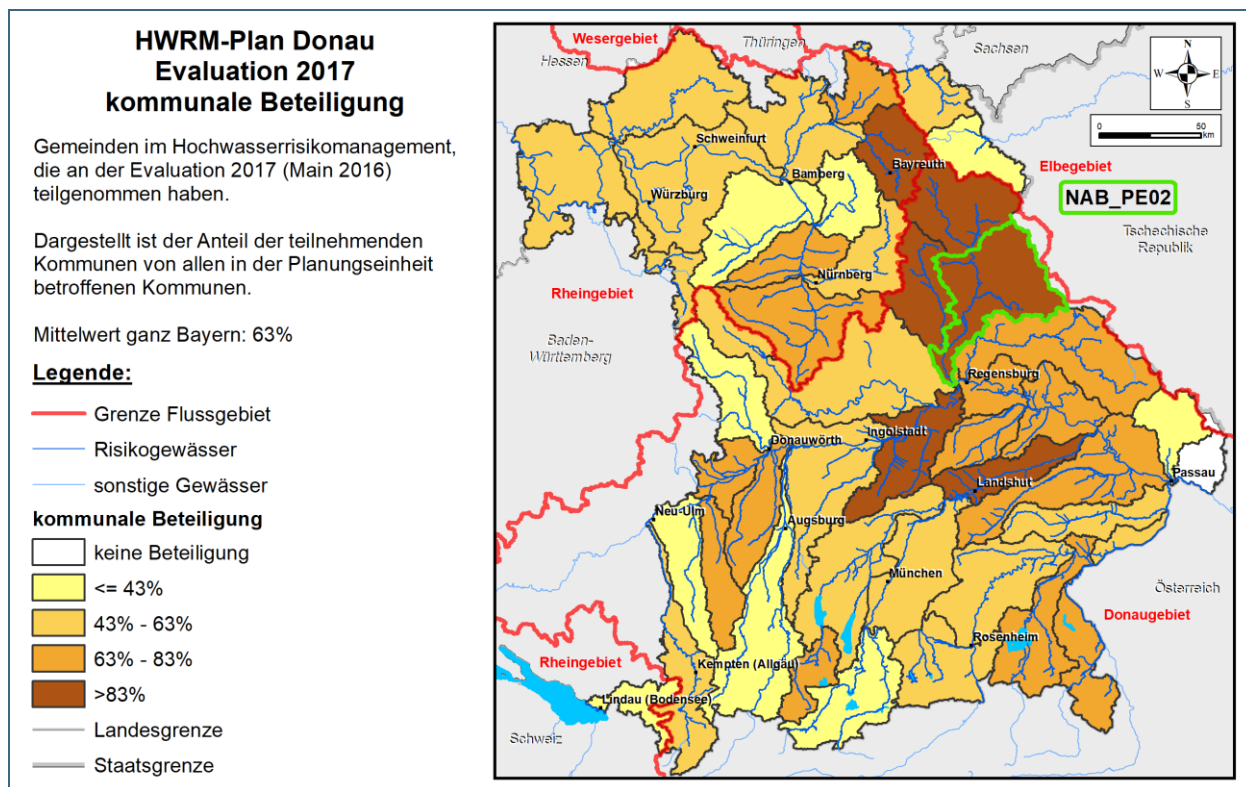 HWRM-Plan Donau
Evaluation 2017
kommunale Beteiligung
Gemeinden im Hochwasserrisikomanagement,
die an der Evaluation 2017 (Main 2016)
teilgenommen haben.
Dargestellt ist der Anteil der teilnehmenden
Kommunen von allen in der Planungseinheit
betroffenen Kommunen.
Mittelwert ganz Bayern: 63%
Legende:
Grenze Flussgebiet
Risikogewässer
sonstige Gewässer
kommunale Beteiligung
keine Beteiligung
<= 43%
43% - 63%
63% - 83%
>83%
Landesgrenze
Staatsgrenze
Wesergebiet
Thüringen
Sachsen
Hessen
N
W
E
S
0
50
km
Schweinfurt
Bayreuth
Elbegebiet
Bamberg
Würzburg
NAB_PE02
Tschechische
Republik
Nürnberg
Rheingebiet
Baden-
Württemberg
Regensburg
Donauwörth
Ingolstadt
Passau
Landshut
Neu-Ulm
Augsburg
München
Österreich
Donaugebiet
Rosenheim
Rheingebiet
Kempten (Allgäu)
Lindau (Bodensee)
Schweiz